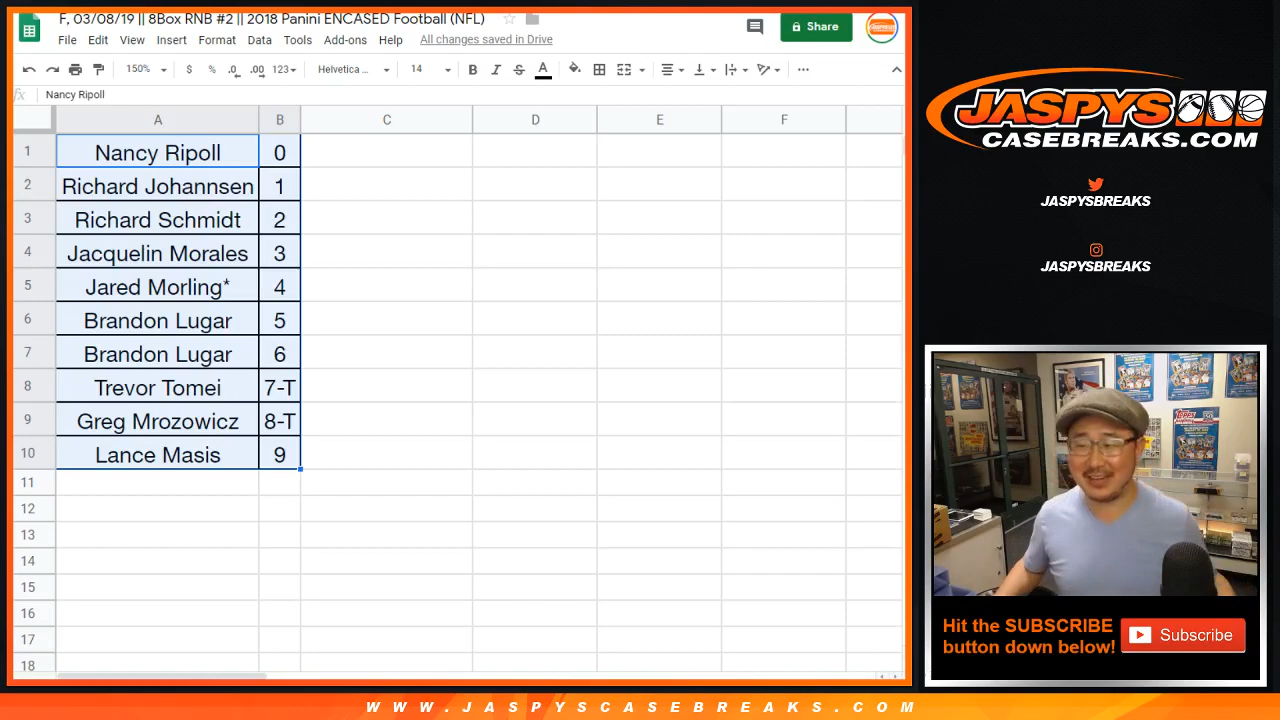 F, 03/08/19 || 8Box RNB #2 || 2018 Panini ENCASED Football (NFL)
File Edit View Insert Format Data Tools Add-ons Help All changes saved in Drive
Share
150% $ % .0 .00 123 Helvetica ... 14 B I S A
fx Nancy Ripoll
A B C D E F
1 Nancy Ripoll 0
2 Richard Johannsen 1
3 Richard Schmidt 2
4 Jacquelin Morales 3
5 Jared Morling* 4
6 Brandon Lugar 5
7 Brandon Lugar 6
8 Trevor Tomei 7-T
9 Greg Mrozowicz 8-T
10 Lance Masis 9
11
12
13
14
15
16
17
18
JASPYS
CASEBREAKS.COM
JASPYSBREAKS
JASPYSBREAKS
Hit the SUBSCRIBE
button down below!
Subscribe
WWW.JASPYSCASEBREAKS.COM